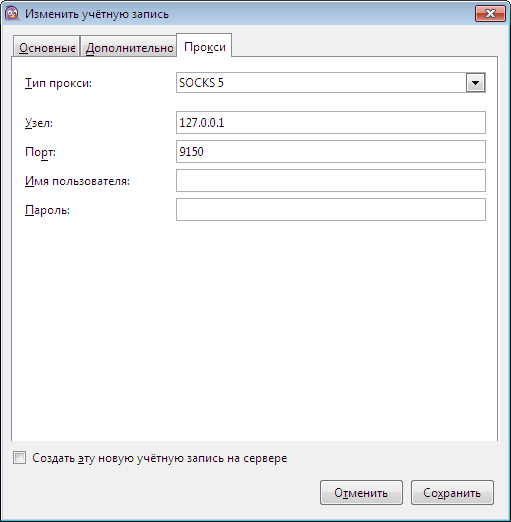 Изменить учётную запись
Основные Дополнительно Прокси
Тип прокси: SOCKS 5
Узел: 127.0.0.1
Порт: 9150
Имя пользователя:
Пароль:
Создать эту новую учётную запись на сервере
Отменить Сохранить